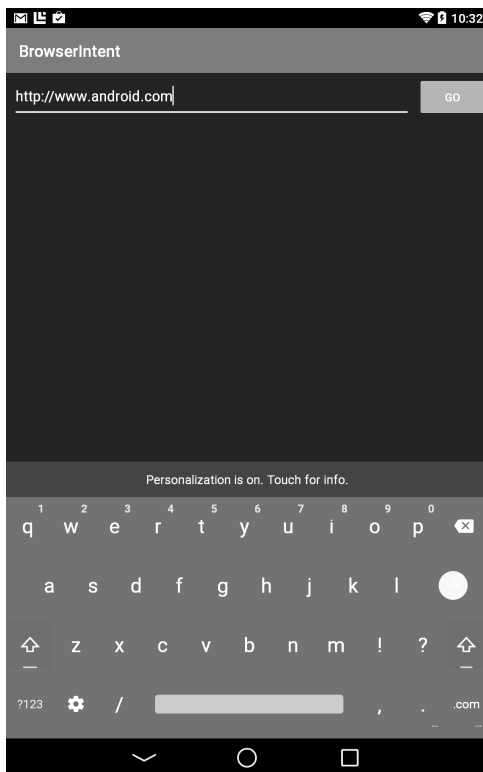 10:32
BrowserIntent
http://www.android.com
GO
Personalization is on. Touch for info.
1 2 3 4 5 6 7 8 9 0
q w e r t y u i o p
a s d f g h j k l
z x c v b n m ! ?
?123 / , . .com
... ...